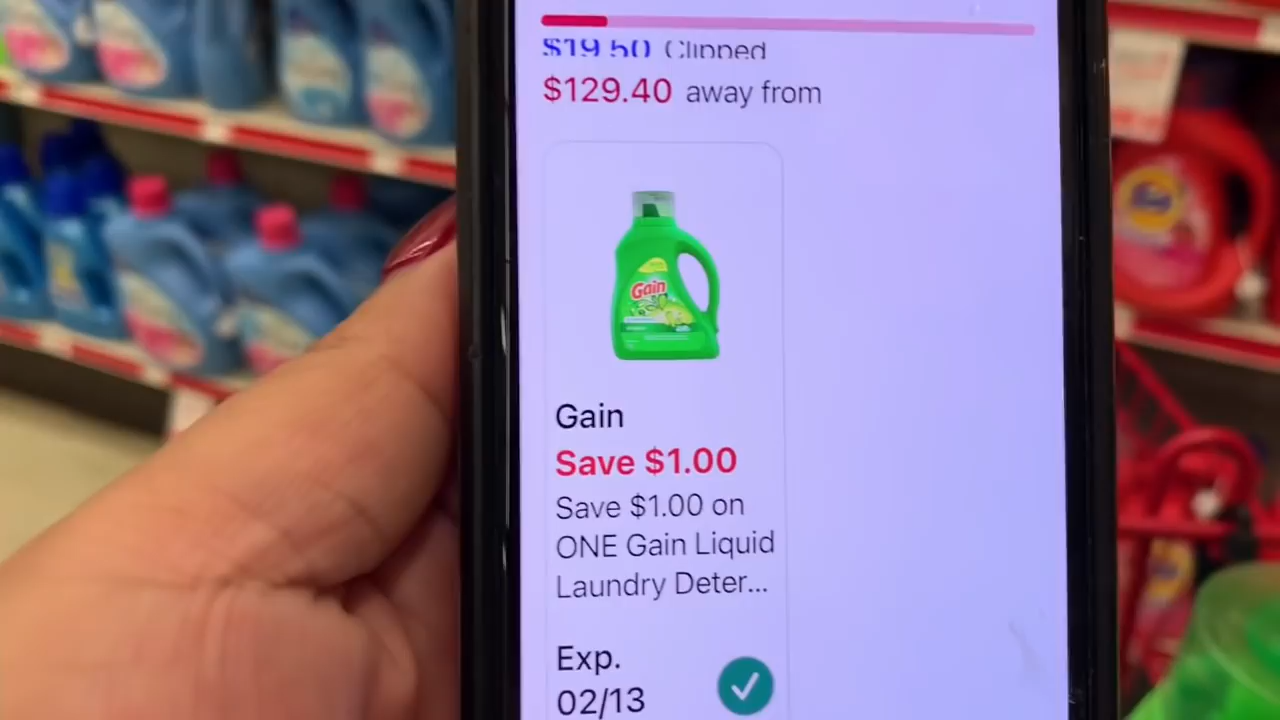 $19.50 Clipped
$129.40 away from
Gain
Gain
Save $1.00
Save $1.00 on
ONE Gain Liquid
Laundry Deter...
Exp.
02/13